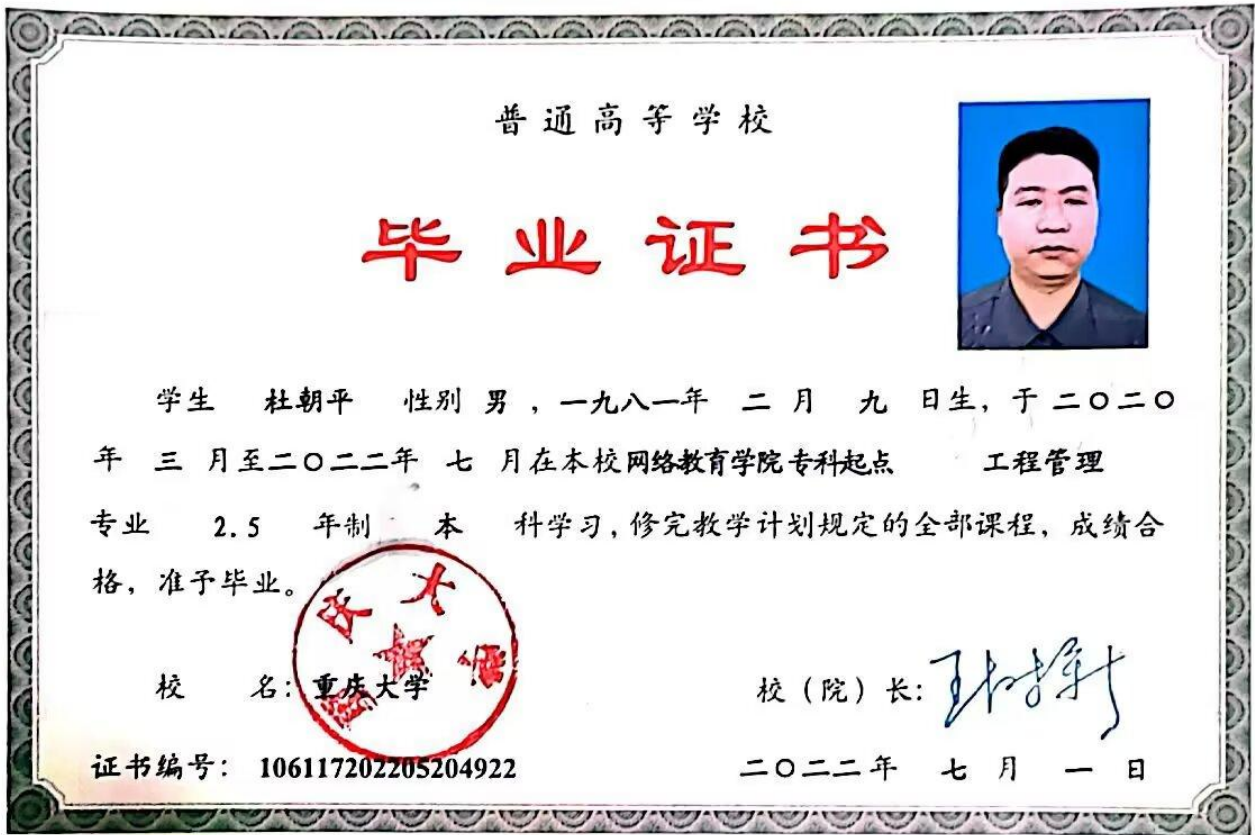 普通高等学校
毕业证书
学生 杜朝平 性别 男 ，一九八一年 二 月 九 日生，于 二〇二〇
年 三 月至二〇二二年 七 月在本校网络教育学院专科起点 工程管理
专业 2.5 年制 本 科学习，修完教学计划规定的全部课程，成绩合
格，准予毕业。
校 名：重庆大学
校（院）长：
证书编号： 106117202205204922
二〇二二年 七 月 一 日